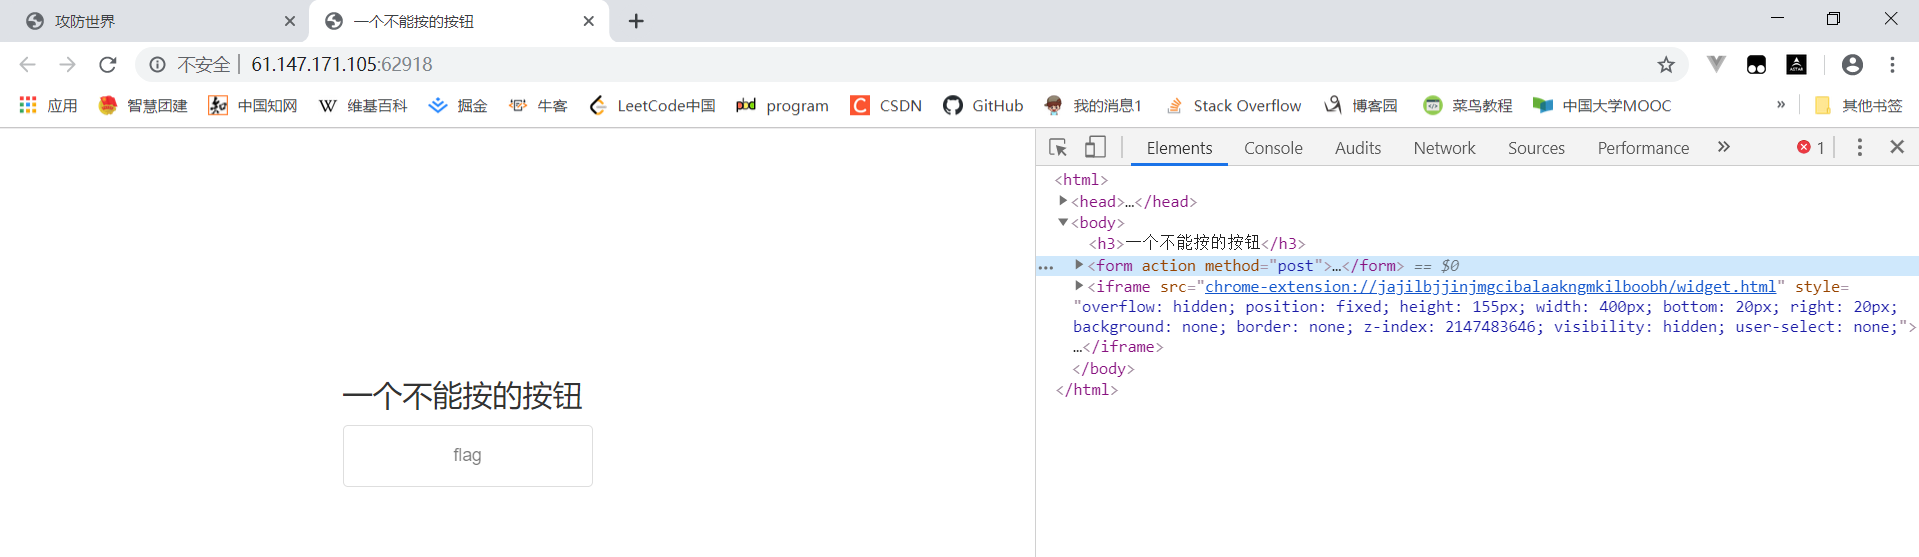 攻防世界
一个不能按的按钮
不安全 | 61.147.171.105:62918
应用 智慧团建 中国知网 W 维基百科 掘金 牛客 LeetCode中国 pbd program C CSDN GitHub 我的消息1 Stack Overflow 博客园 菜鸟教程 中国大学MOOC » 其他书签
Elements Console Audits Network Sources Performance » 1
<html>
<head>…</head>
<body>
<h3>一个不能按的按钮</h3>
<form action method="post">…</form> == $0
<iframe src="chrome-extension://jajilbjjinjmgcibalaakngmkilboobh/widget.html" style=
"overflow: hidden; position: fixed; height: 155px; width: 400px; bottom: 20px; right: 20px;
background: none; border: none; z-index: 2147483646; visibility: hidden; user-select: none;">
…</iframe>
</body>
</html>
一个不能按的按钮
flag